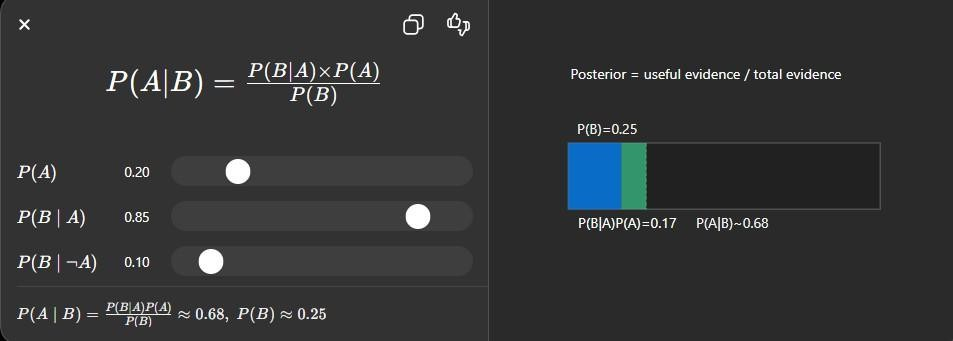 P(A|B) = P(B|A)×P(A) / P(B)
P(A) 0.20
P(B | A) 0.85
P(B | ¬A) 0.10
P(A | B) = P(B|A)P(A) / P(B) ≈ 0.68, P(B) ≈ 0.25
Posterior = useful evidence / total evidence
P(B)=0.25
P(B|A)P(A)=0.17 P(A|B)~0.68